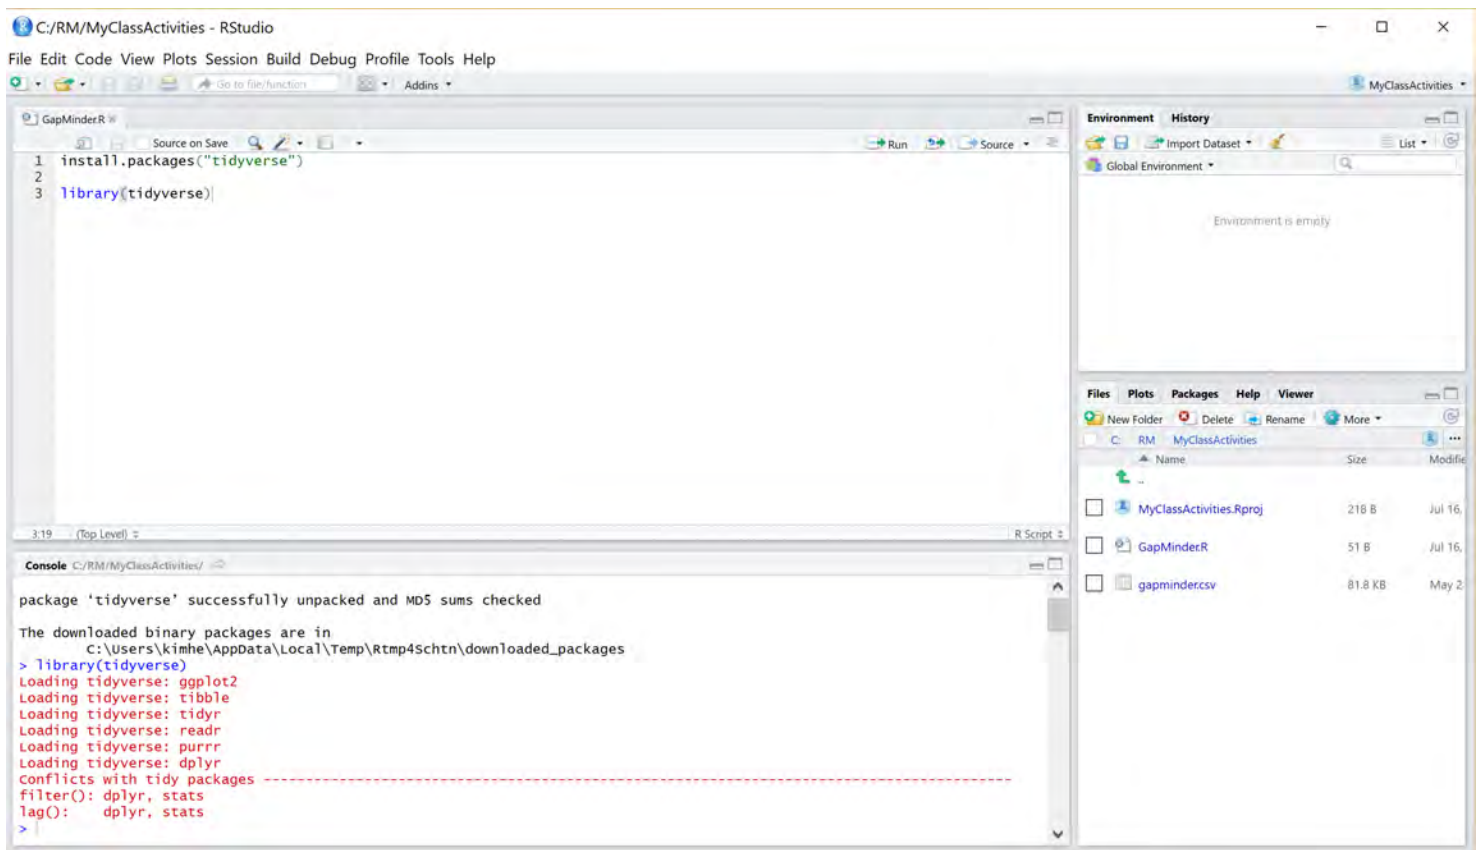 C:/RM/MyClassActivities - RStudio
File Edit Code View Plots Session Build Debug Profile Tools Help
Go to file/function Addins MyClassActivities
GapMinder.R
Source on Save Run Source
1 install.packages("tidyverse")
2
3 library(tidyverse)
3:19 (Top Level) R Script
Console C:/RM/MyClassActivities/
package ‘tidyverse’ successfully unpacked and MD5 sums checked
The downloaded binary packages are in
C:\Users\kimhe\AppData\Local\Temp\Rtmp4Schtn\downloaded_packages
> library(tidyverse)
Loading tidyverse: ggplot2
Loading tidyverse: tibble
Loading tidyverse: tidyr
Loading tidyverse: readr
Loading tidyverse: purrr
Loading tidyverse: dplyr
Conflicts with tidy packages ---------------------------------------------------------------------------------------
filter(): dplyr, stats
lag():    dplyr, stats
>
Environment History
Import Dataset List
Global Environment
Environment is empty
Files Plots Packages Help Viewer
New Folder Delete Rename More
C: RM MyClassActivities ...
Name Size Modifie
..
MyClassActivities.Rproj 218 B Jul 16,
GapMinder.R 51 B Jul 16,
gapminder.csv 81.8 KB May 2